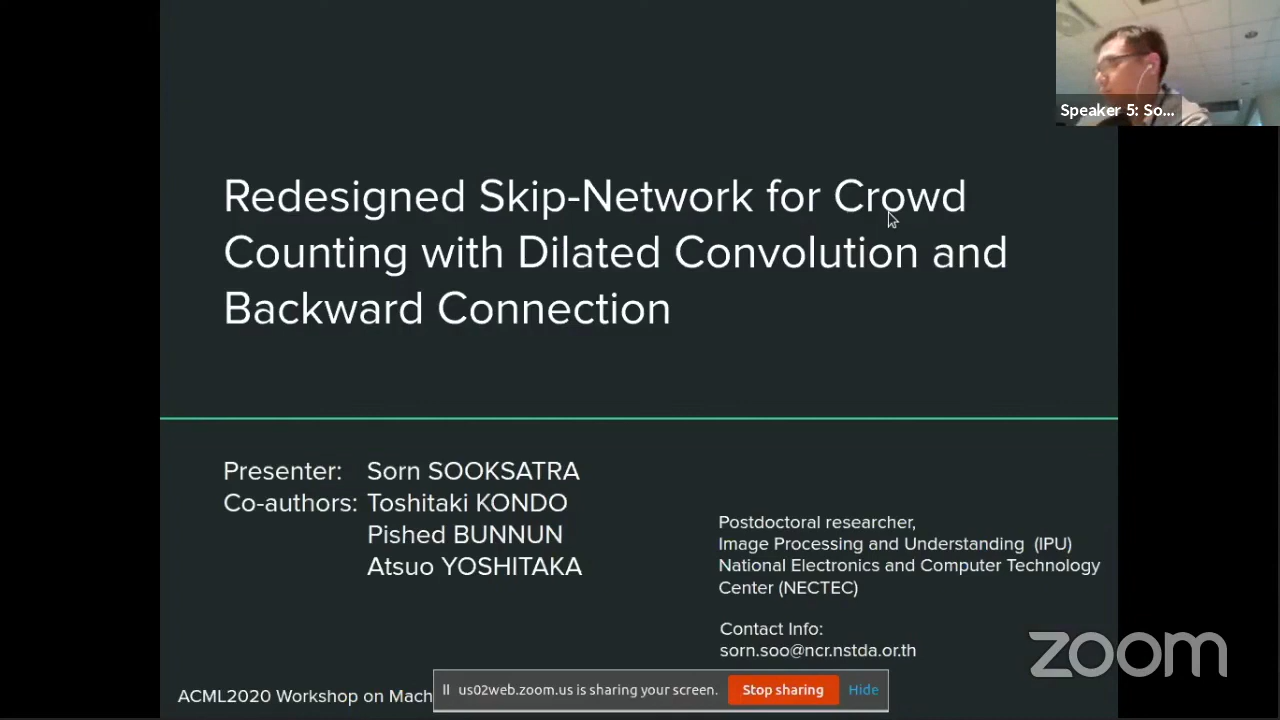 Speaker 5: So...
Redesigned Skip-Network for Crowd
Counting with Dilated Convolution and
Backward Connection
Presenter: Sorn SOOKSATRA
Co-authors: Toshitaki KONDO
Pished BUNNUN
Atsuo YOSHITAKA
Postdoctoral researcher,
Image Processing and Understanding (IPU)
National Electronics and Computer Technology
Center (NECTEC)
Contact Info:
sorn.soo@ncr.nstda.or.th
zoom
ACML2020 Workshop on Mach
us02web.zoom.us is sharing your screen. Stop sharing Hide